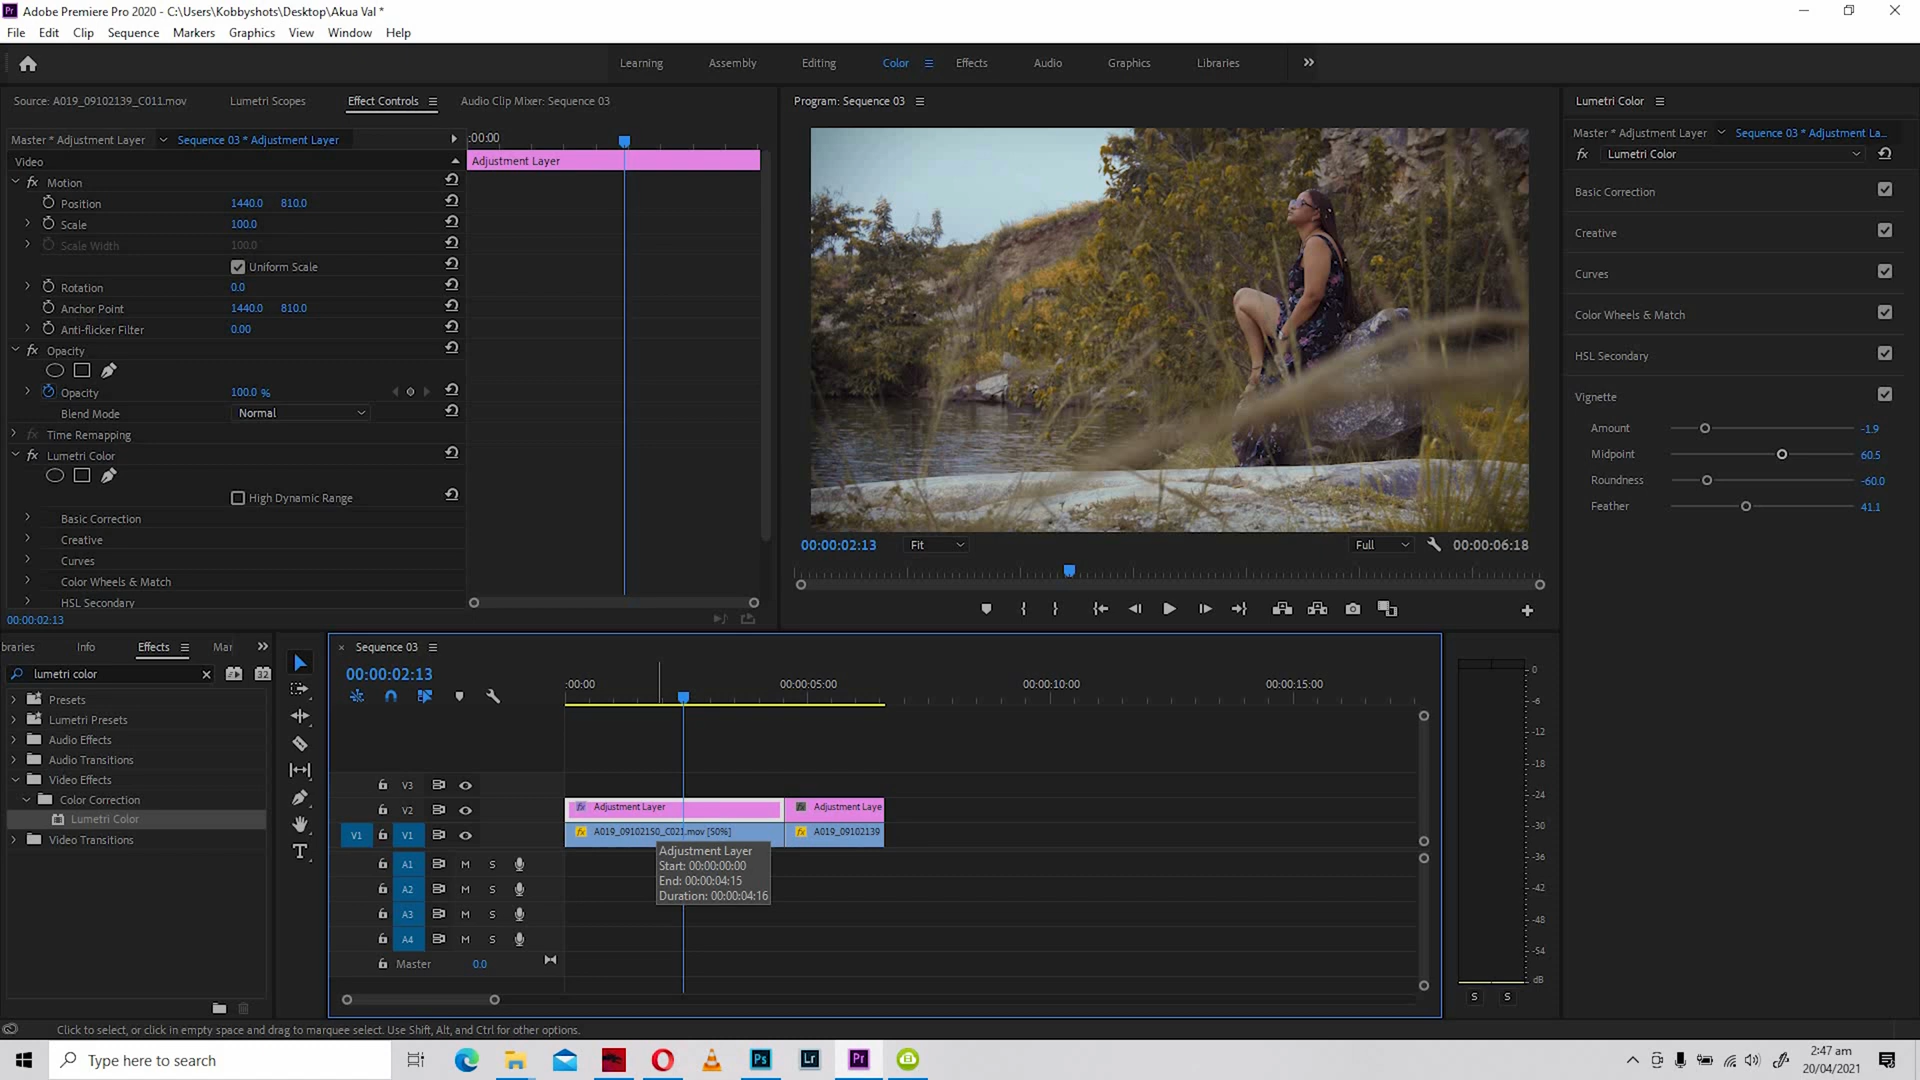 Adobe Premiere Pro 2020 - C:\Users\Kobbyshots\Desktop\Akua Val *
File Edit Clip Sequence Markers Graphics View Window Help
Learning Assembly Editing Color Effects Audio Graphics Libraries
Source: A019_09102139_C011.mov Lumetri Scopes Effect Controls Audio Clip Mixer: Sequence 03
Master * Adjustment Layer Sequence 03 * Adjustment Layer
:00:00
Video
Adjustment Layer
fx Motion
Position 1440.0 810.0
Scale 100.0
Scale Width 100.0
Uniform Scale
Rotation 0.0
Anchor Point 1440.0 810.0
Anti-flicker Filter 0.00
fx Opacity
Opacity 100.0 %
Blend Mode Normal
fx Time Remapping
fx Lumetri Color
High Dynamic Range
Basic Correction
Creative
Curves
Color Wheels & Match
HSL Secondary
00:00:02:13
Program: Sequence 03
00:00:02:13 Fit Full 00:00:06:18
Lumetri Color
Master * Adjustment Layer Sequence 03 * Adjustment La...
fx Lumetri Color
Basic Correction
Creative
Curves
Color Wheels & Match
HSL Secondary
Vignette
Amount -1.9
Midpoint 60.5
Roundness -60.0
Feather 41.1
braries Info Effects Mar
lumetri color 32
Presets
Lumetri Presets
Audio Effects
Audio Transitions
Video Effects
Color Correction
Lumetri Color
Video Transitions
Sequence 03
00:00:02:13
:00:00 00:00:05:00 00:00:10:00 00:00:15:00
V3
V2 fx Adjustment Layer fx Adjustment Laye
V1 V1 fx A019_09102150_C021.mov [50%] fx A019_09102139
Adjustment Layer
Start: 00:00:00:00
End: 00:00:04:15
Duration: 00:00:04:16
A1 M S
A2 M S
A3 M S
A4 M S
Master 0.0
0
-6
-12
-18
-24
-30
-36
-42
-48
-54
dB
S S
Click to select, or click in empty space and drag to marquee select. Use Shift, Alt, and Ctrl for other options.
Type here to search
Ps Lr Pr
2:47 am
20/04/2021